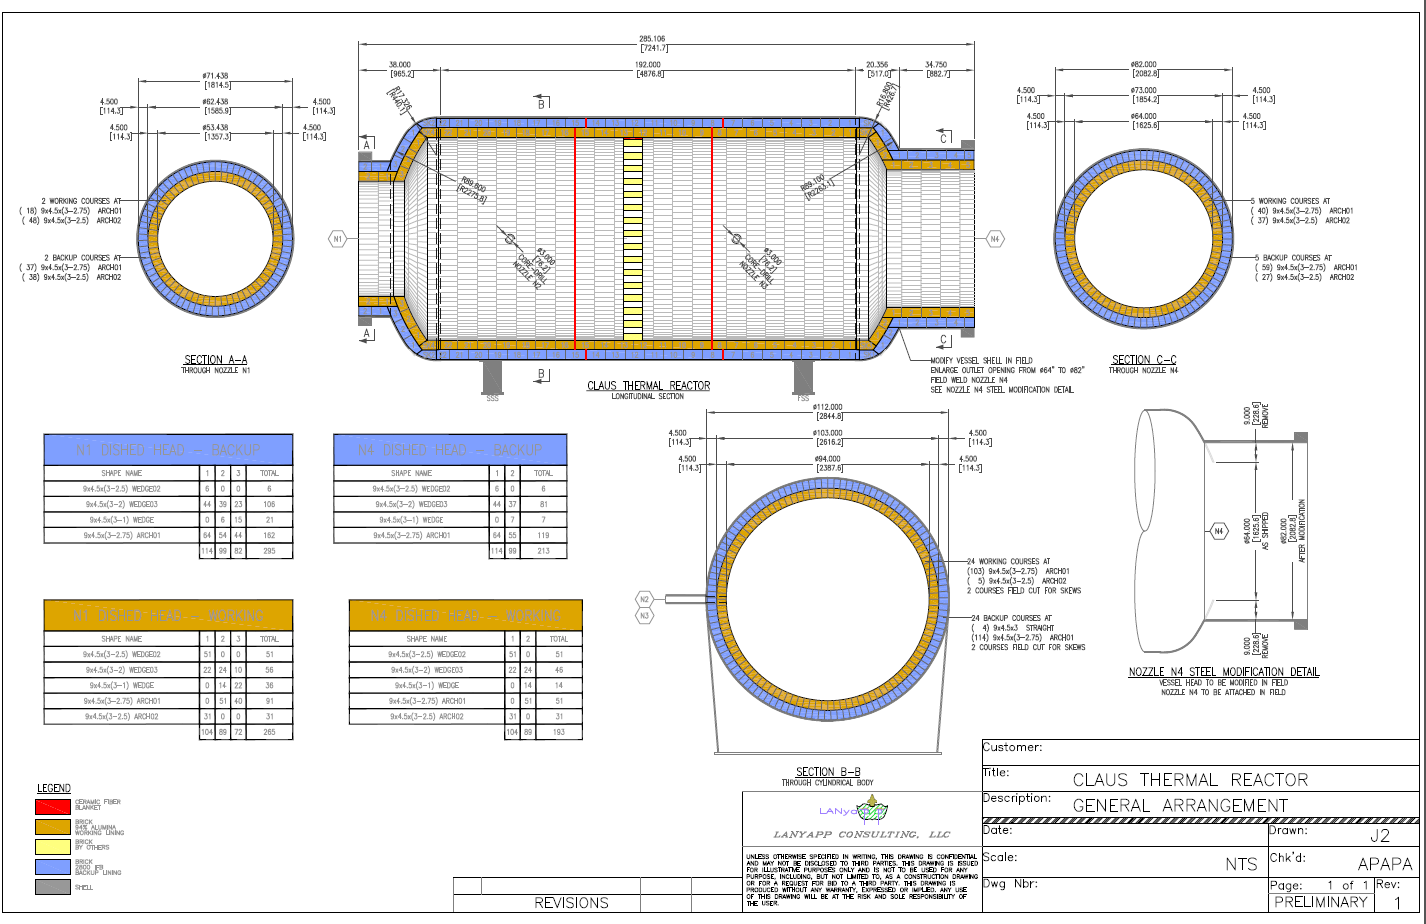 285.106
[7241.7]
38.000
[965.2]
192.000
[4876.8]
20.356
[517.0]
34.750
[882.7]
ø71.438
[1814.5]
4.500
[114.3]
ø62.438
[1585.9]
4.500
[114.3]
4.500
[114.3]
ø53.438
[1357.3]
4.500
[114.3]
2 WORKING COURSES AT
( 18) 9x4.5x(3-2.75) ARCH01
( 48) 9x4.5x(3-2.5) ARCH02
2 BACKUP COURSES AT
( 37) 9x4.5x(3-2.75) ARCH01
( 38) 9x4.5x(3-2.5) ARCH02
SECTION A-A
THROUGH NOZZLE N1
R17.326
[R440.1]
R16.800
[R426.7]
B
A
C
R89.600
[R2275.8]
R89.100
[R2263.1]
N1
ø3.000
[76.2]
CORE-DRILL
NOZZLE N2
ø3.000
[76.2]
CORE-DRILL
NOZZLE N3
N4
A
B
C
SSS
FSS
CLAUS THERMAL REACTOR
LONGITUDINAL SECTION
MODIFY VESSEL SHELL IN FIELD
ENLARGE OUTLET OPENING FROM ø64" TO ø82"
FIELD WELD NOZZLE N4
SEE NOZZLE N4 STEEL MODIFICATION DETAIL
ø82.000
[2082.8]
4.500
[114.3]
ø73.000
[1854.2]
4.500
[114.3]
4.500
[114.3]
ø64.000
[1625.6]
4.500
[114.3]
5 WORKING COURSES AT
( 40) 9x4.5x(3-2.75) ARCH01
( 37) 9x4.5x(3-2.5) ARCH02
5 BACKUP COURSES AT
( 59) 9x4.5x(3-2.75) ARCH01
( 27) 9x4.5x(3-2.5) ARCH02
SECTION C-C
THROUGH NOZZLE N4
N1 DISHED HEAD - BACKUP
SHAPE NAME 1 2 3 TOTAL
9x4.5x(3-2.5) WEDGE02 6 0 0 6
9x4.5x(3-2) WEDGE03 44 39 23 106
9x4.5x(3-1) WEDGE 0 6 15 21
9x4.5x(3-2.75) ARCH01 64 54 44 162
114 99 82 295
N4 DISHED HEAD - BACKUP
SHAPE NAME 1 2 TOTAL
9x4.5x(3-2.5) WEDGE02 6 0 6
9x4.5x(3-2) WEDGE03 44 37 81
9x4.5x(3-1) WEDGE 0 7 7
9x4.5x(3-2.75) ARCH01 64 55 119
114 99 213
N1 DISHED HEAD - WORKING
SHAPE NAME 1 2 3 TOTAL
9x4.5x(3-2.5) WEDGE02 51 0 0 51
9x4.5x(3-2) WEDGE03 22 24 10 56
9x4.5x(3-1) WEDGE 0 14 22 36
9x4.5x(3-2.75) ARCH01 0 51 40 91
9x4.5x(3-2.5) ARCH02 31 0 0 31
104 89 72 265
N4 DISHED HEAD - WORKING
SHAPE NAME 1 2 TOTAL
9x4.5x(3-2.5) WEDGE02 51 0 51
9x4.5x(3-2) WEDGE03 22 24 46
9x4.5x(3-1) WEDGE 0 14 14
9x4.5x(3-2.75) ARCH01 0 51 51
9x4.5x(3-2.5) ARCH02 31 0 31
104 89 193
ø112.000
[2844.8]
4.500
[114.3]
ø103.000
[2616.2]
4.500
[114.3]
4.500
[114.3]
ø94.000
[2387.6]
4.500
[114.3]
N2
N3
24 WORKING COURSES AT
(103) 9x4.5x(3-2.75) ARCH01
( 5) 9x4.5x(3-2.5) ARCH02
2 COURSES FIELD CUT FOR SKEWS
24 BACKUP COURSES AT
( 4) 9x4.5x3 STRAIGHT
(114) 9x4.5x(3-2.75) ARCH01
2 COURSES FIELD CUT FOR SKEWS
SECTION B-B
THROUGH CYLINDRICAL BODY
9.000
[228.6]
REMOVE
N4
ø64.000
[1625.6]
AS SHIPPED
ø82.000
[2082.8]
AFTER MODIFICATION
9.000
[228.6]
REMOVE
NOZZLE N4 STEEL MODIFICATION DETAIL
VESSEL HEAD TO BE MODIFIED IN FIELD
NOZZLE N4 TO BE ATTACHED IN FIELD
LEGEND
CERAMIC FIBER
BLANKET
BRICK
94% ALUMINA
WORKING LINING
BRICK
BY OTHERS
BRICK
2800 IFB
BACKUP LINING
SHELL
REVISIONS
LANYAPP
LANYAPP CONSULTING, LLC
UNLESS OTHERWISE SPECIFIED IN WRITING, THIS DRAWING IS CONFIDENTIAL
AND MAY NOT BE DISCLOSED TO THIRD PARTIES. THIS DRAWING IS ISSUED
FOR ILLUSTRATIVE PURPOSES ONLY AND IS NOT TO BE USED FOR ANY
PURPOSE, INCLUDING, BUT NOT LIMITED TO, AS A CONSTRUCTION DRAWING
OR FOR A REQUEST FOR BID TO A THIRD PARTY. THIS DRAWING IS
PRODUCED WITHOUT ANY WARRANTY, EXPRESSED OR IMPLIED. ANY USE
OF THIS DRAWING WILL BE AT THE RISK AND SOLE RESPONSIBILITY OF
THE USER.
Customer:
Title: CLAUS THERMAL REACTOR
Description: GENERAL ARRANGEMENT
Date:
Drawn: J2
Scale: NTS
Chk'd: APAPA
Dwg Nbr:
Page: 1 of 1
Rev: 1
PRELIMINARY